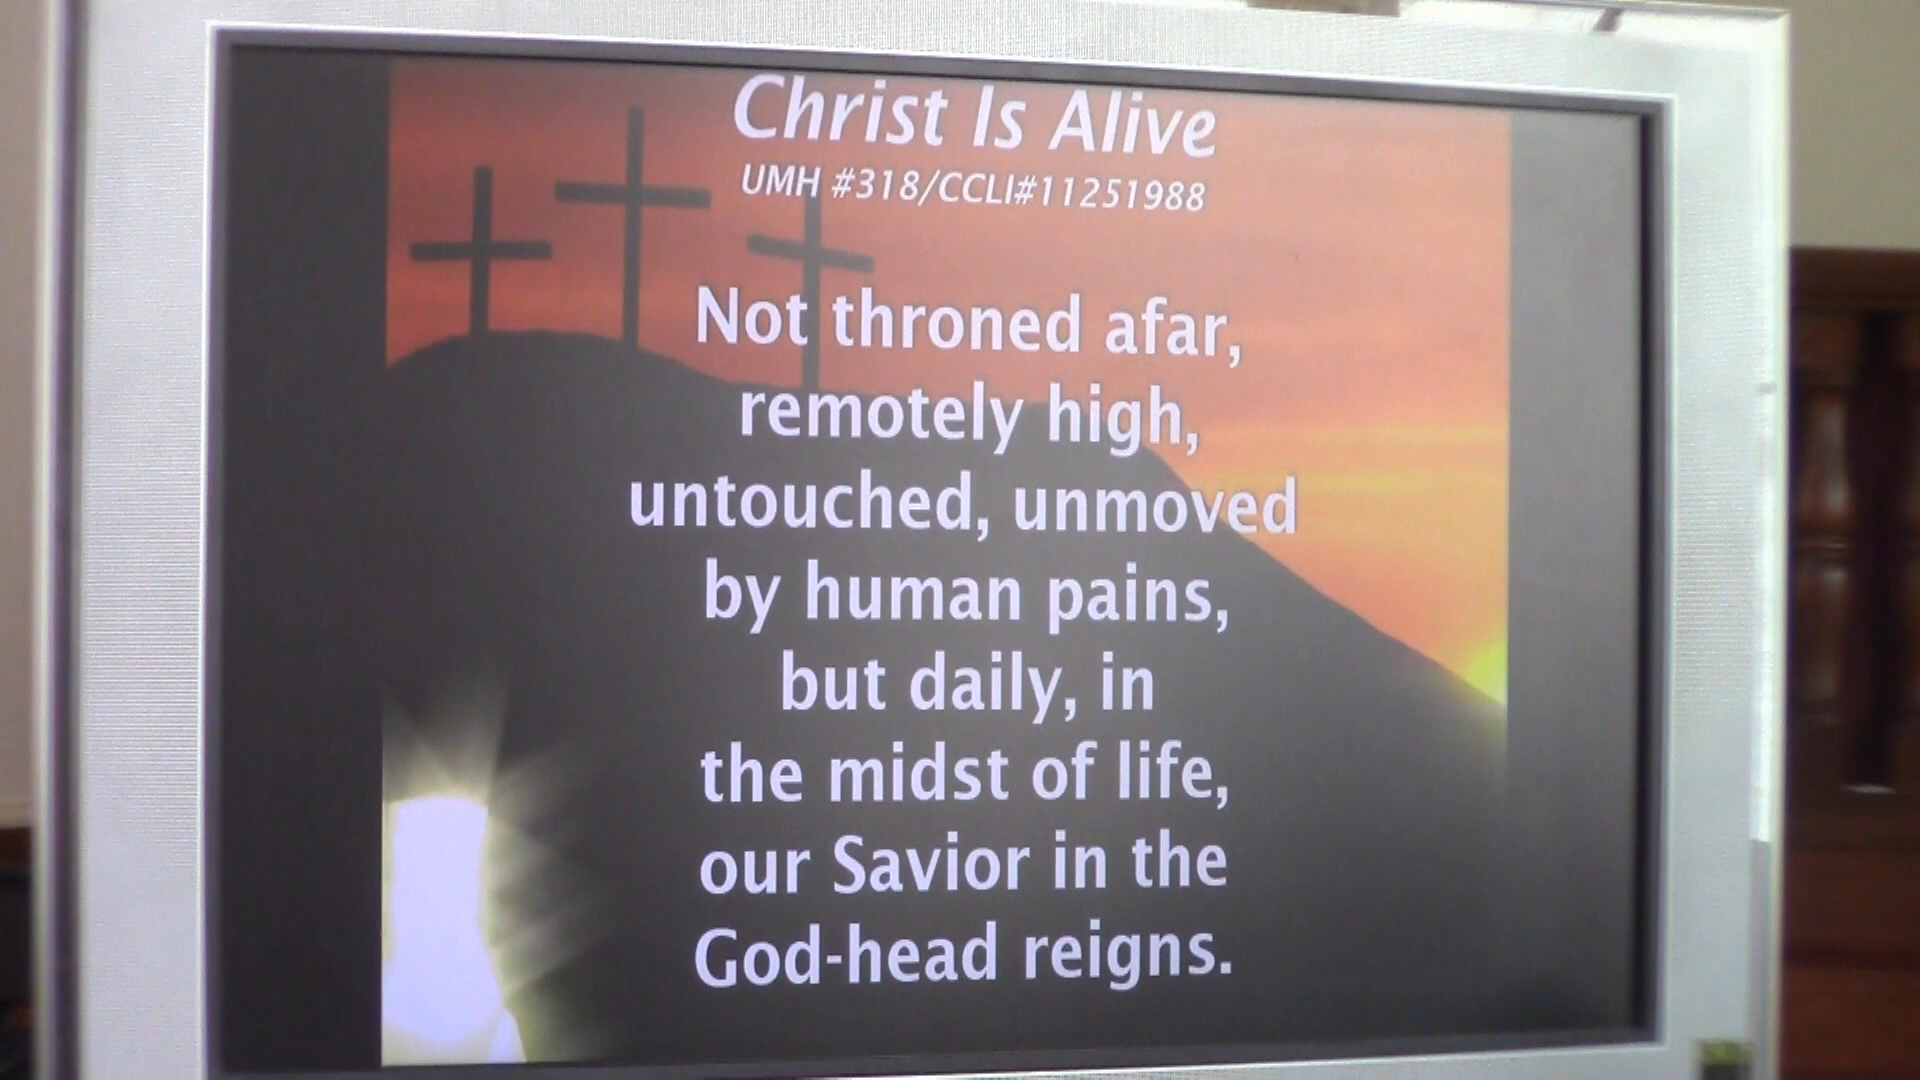 Christ Is Alive
UMH #318/CCLI#11251988
Not throned afar,
remotely high,
untouched, unmoved
by human pains,
but daily, in
the midst of life,
our Savior in the
God-head reigns.